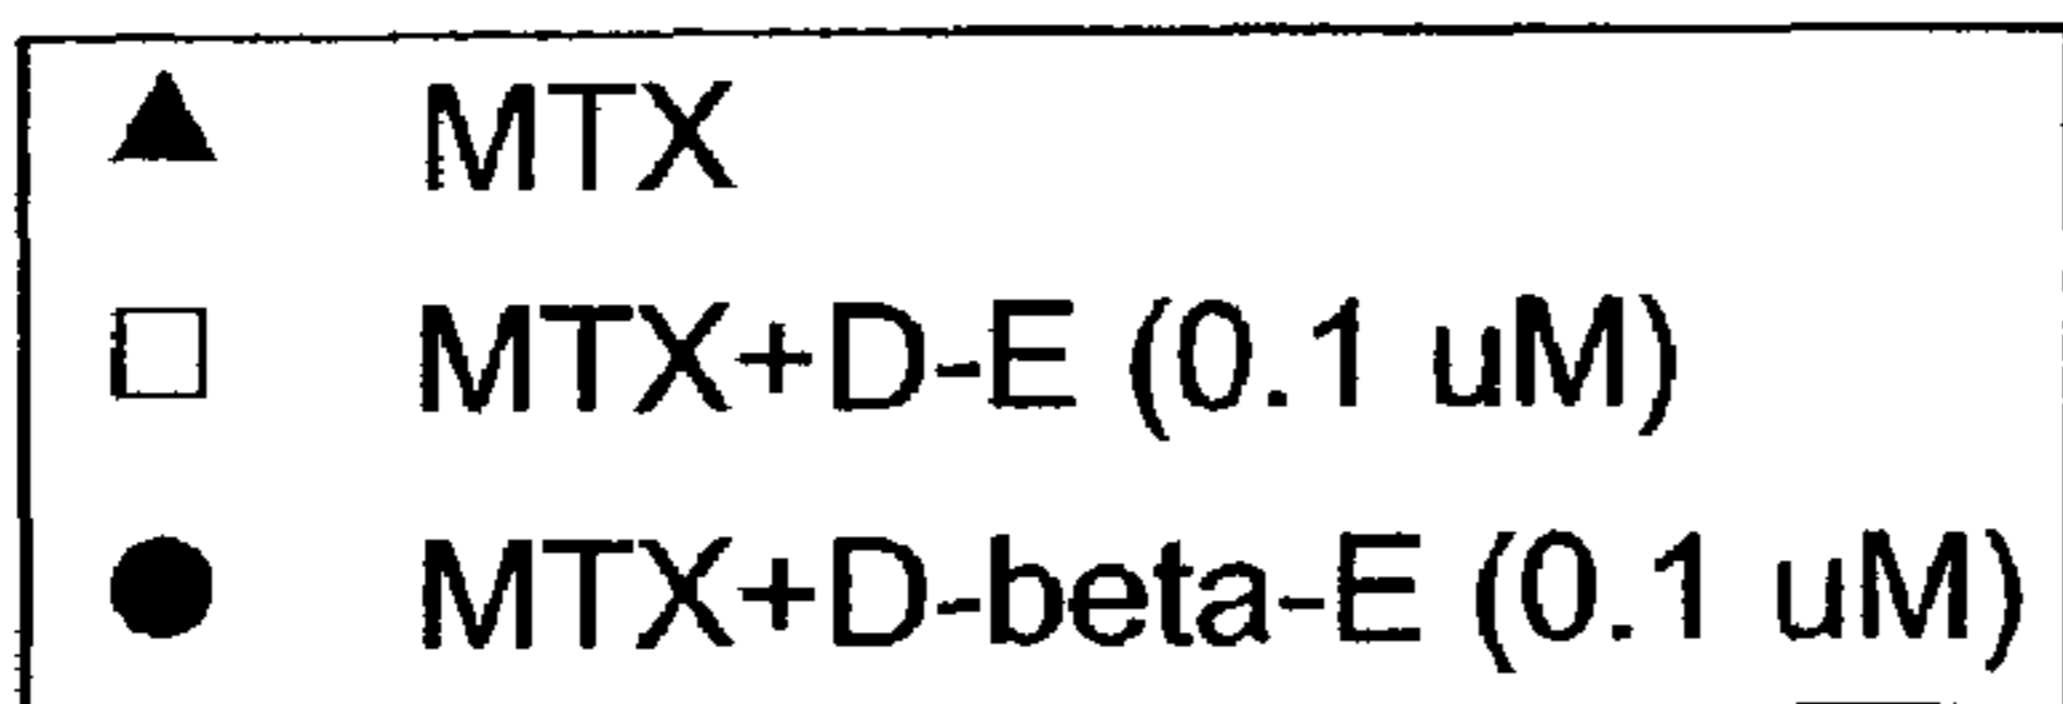 MTX
MTX+D-E (0.1 uM)
MTX+D-beta-E (0.1 uM)